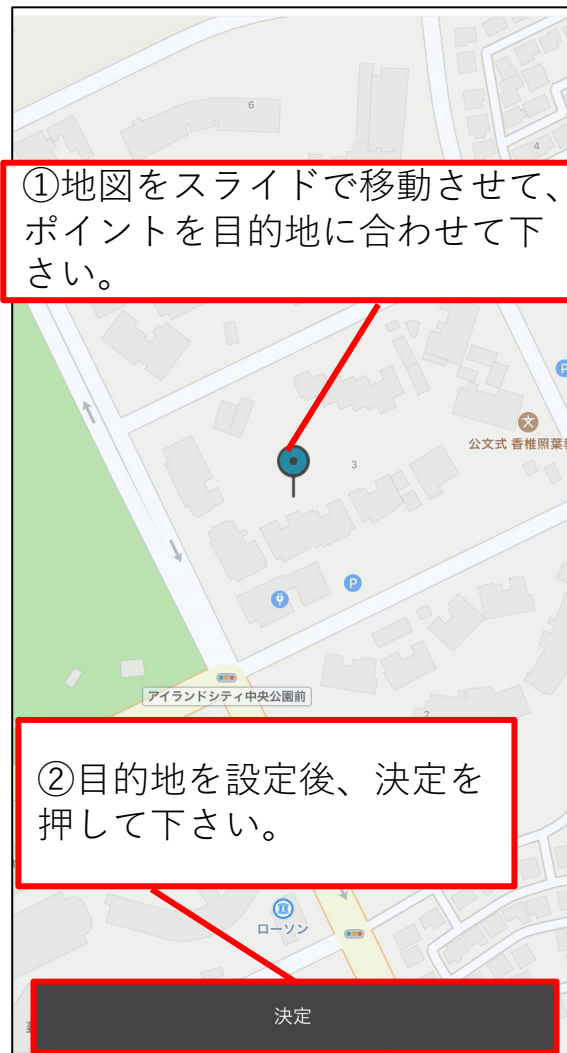 6
4
①地図をスライドで移動させて、
ポイントを目的地に合わせて下
さい。
P
公文式 香椎照葉
3
P
アイランドシティ中央公園前
2
②目的地を設定後、決定を
押して下さい。
ローソン
決定